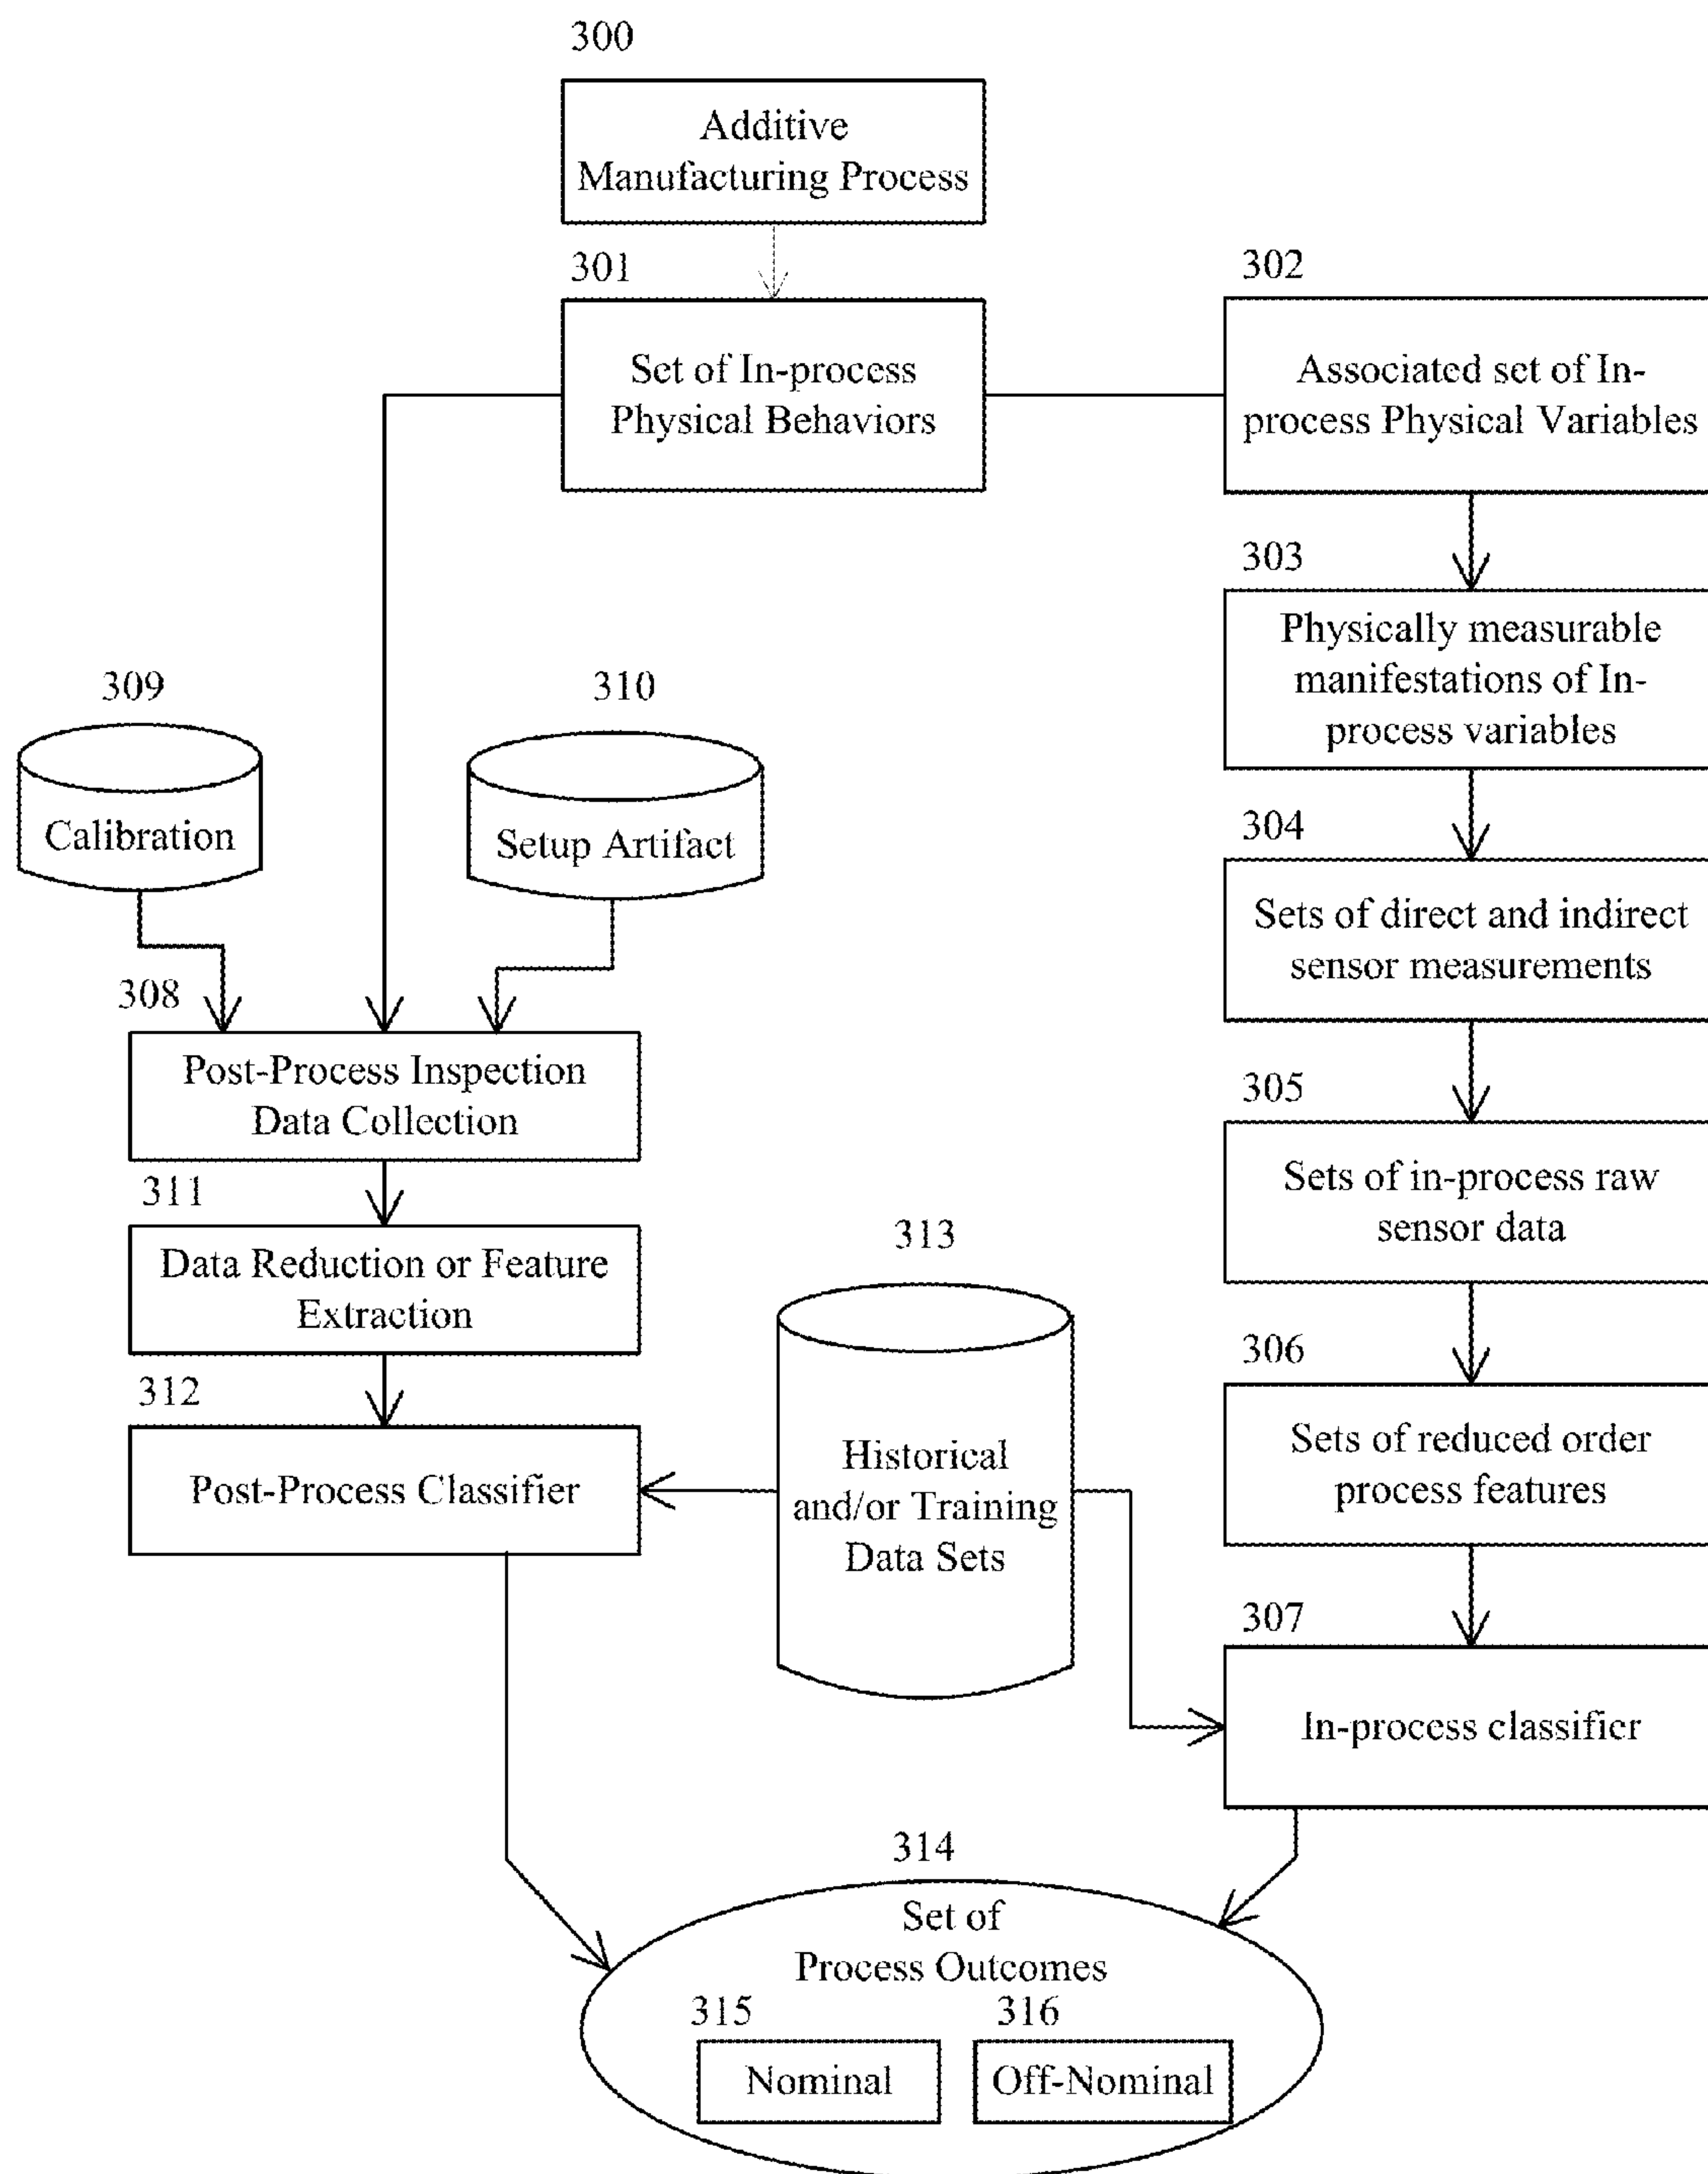 300
Additive
Manufacturing Process
301
Set of In-process
Physical Behaviors
302
Associated set of In-
process Physical Variables
303
Physically measurable
manifestations of In-
process variables
304
Sets of direct and indirect
sensor measurements
305
Sets of in-process raw
sensor data
306
Sets of reduced order
process features
307
In-process classifier
309
Calibration
310
Setup Artifact
308
Post-Process Inspection
Data Collection
311
Data Reduction or Feature
Extraction
312
Post-Process Classifier
313
Historical
and/or Training
Data Sets
314
Set of
Process Outcomes
315
Nominal
316
Off-Nominal